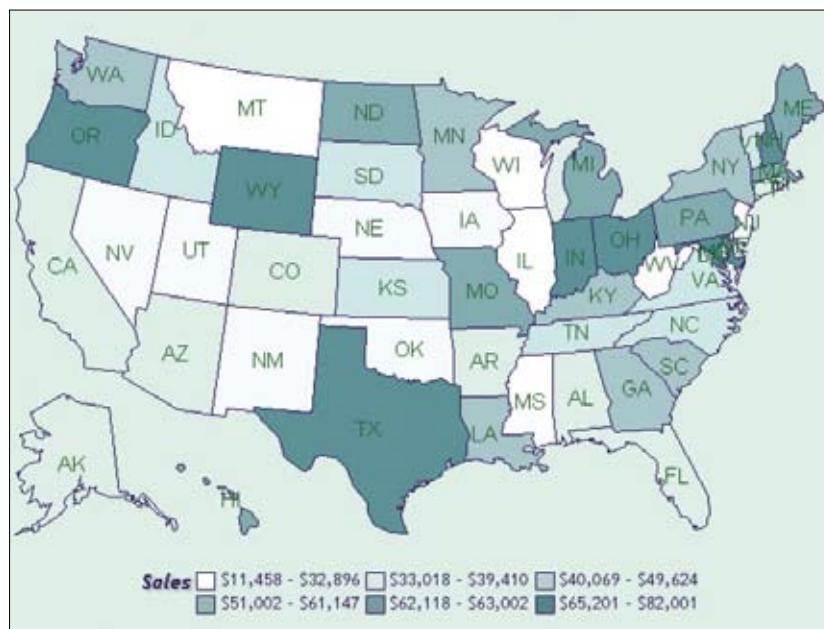 WA
MT
ND
MN
ME
OR
ID
WI
MI
NH
NY
SD
WY
IA
PA
NE
OH
NV
IL
IN
UT
CO
WV
CA
KS
MO
KY
VA
TN
NC
AZ
NM
OK
AR
SC
MS
AL
GA
TX
LA
AK
FL
HI
Sales $11,458 - $32,896 $33,018 - $39,410 $40,069 - $49,624
$51,002 - $61,147 $62,118 - $63,002 $65,201 - $82,001